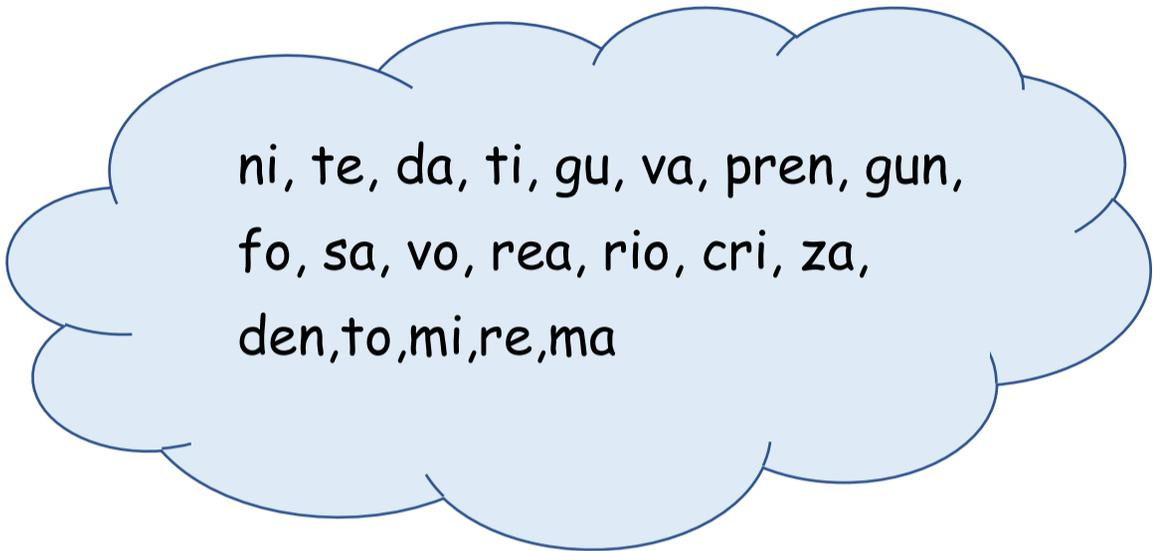 ni, te, da, ti, gu, va, pren, gun,
fo, sa, vo, rea, rio, cri, za,
den,to,mi,re,ma